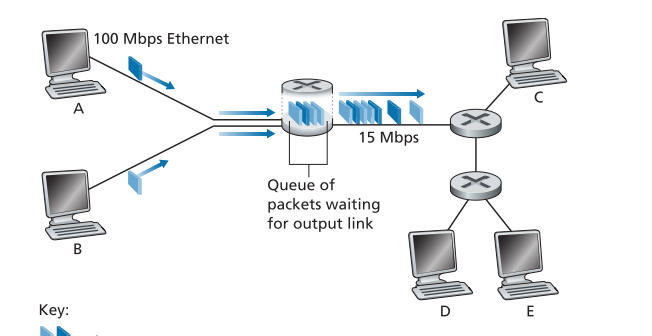 100 Mbps Ethernet
A
C
15 Mbps
Queue of
packets waiting
for output link
B
D
E
Key: